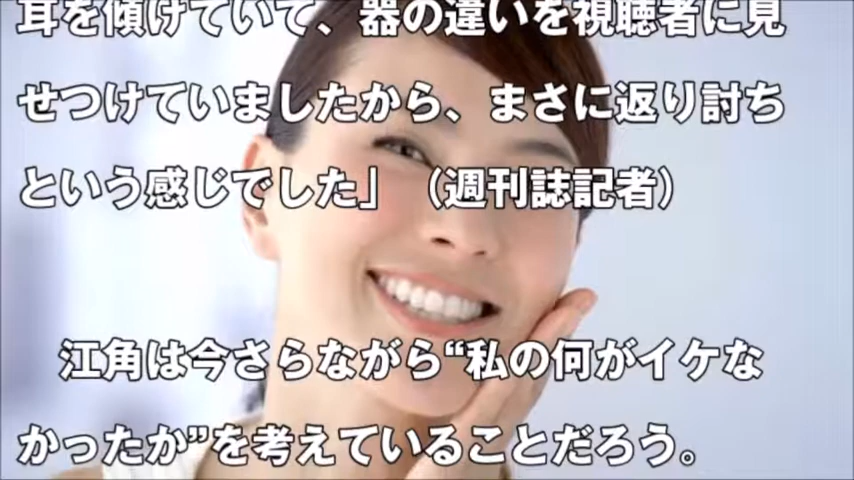 耳を傾けていて、器の違いを視聴者に見
せつけていましたから、まさに返り討ち
という感じでした」（週刊誌記者）
江角は今さらながら“私の何がイケな
かったか”を考えていることだろう。